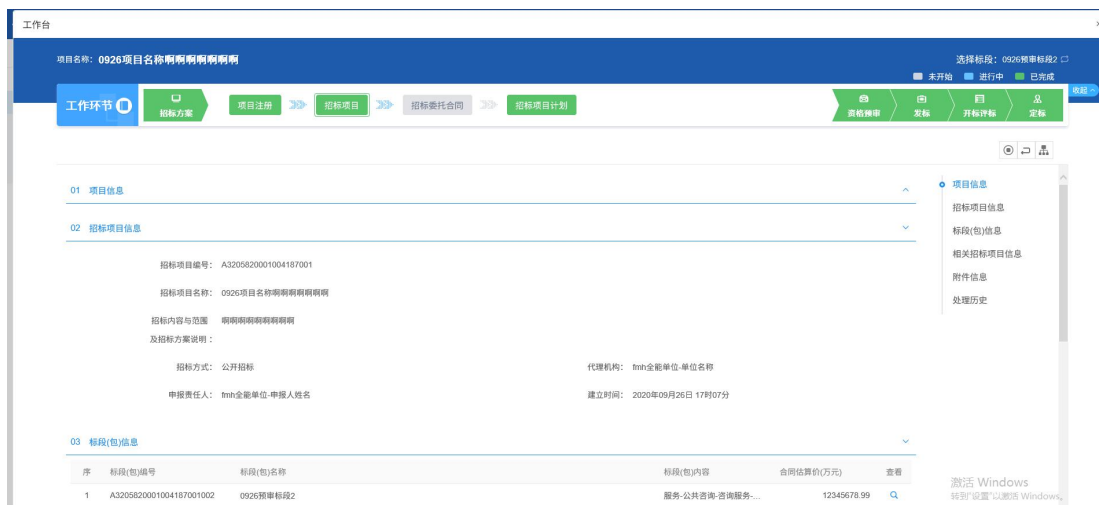 工作台
项目名称: 0926项目名称啊啊啊啊啊啊啊
选择标段: 0926预审标段2
未开始 进行中 已完成
收起
工作环节 招标方案 项目注册 招标项目 招标委托合同 招标项目计划 资格预审 发标 开标评标 定标
01 项目信息
项目信息
招标项目信息
标段(包)信息
相关招标项目信息
附件信息
处理历史
02 招标项目信息
招标项目编号: A3205820001004187001
招标项目名称: 0926项目名称啊啊啊啊啊啊啊
招标内容与范围 啊啊啊啊啊啊啊啊啊
及招标方案说明:
招标方式: 公开招标 代理机构: fmh全能单位-单位名称
申报责任人: fmh全能单位-申报人姓名 建立时间: 2020年09月26日 17时07分
03 标段(包)信息
序 标段(包)编号 标段(包)名称 标段(包)内容 合同估算价(万元) 查看
1 A3205820001004187001002 0926预审标段2 服务-公共咨询-咨询服务-... 12345678.99
激活 Windows
转到"设置"以激活 Windows。